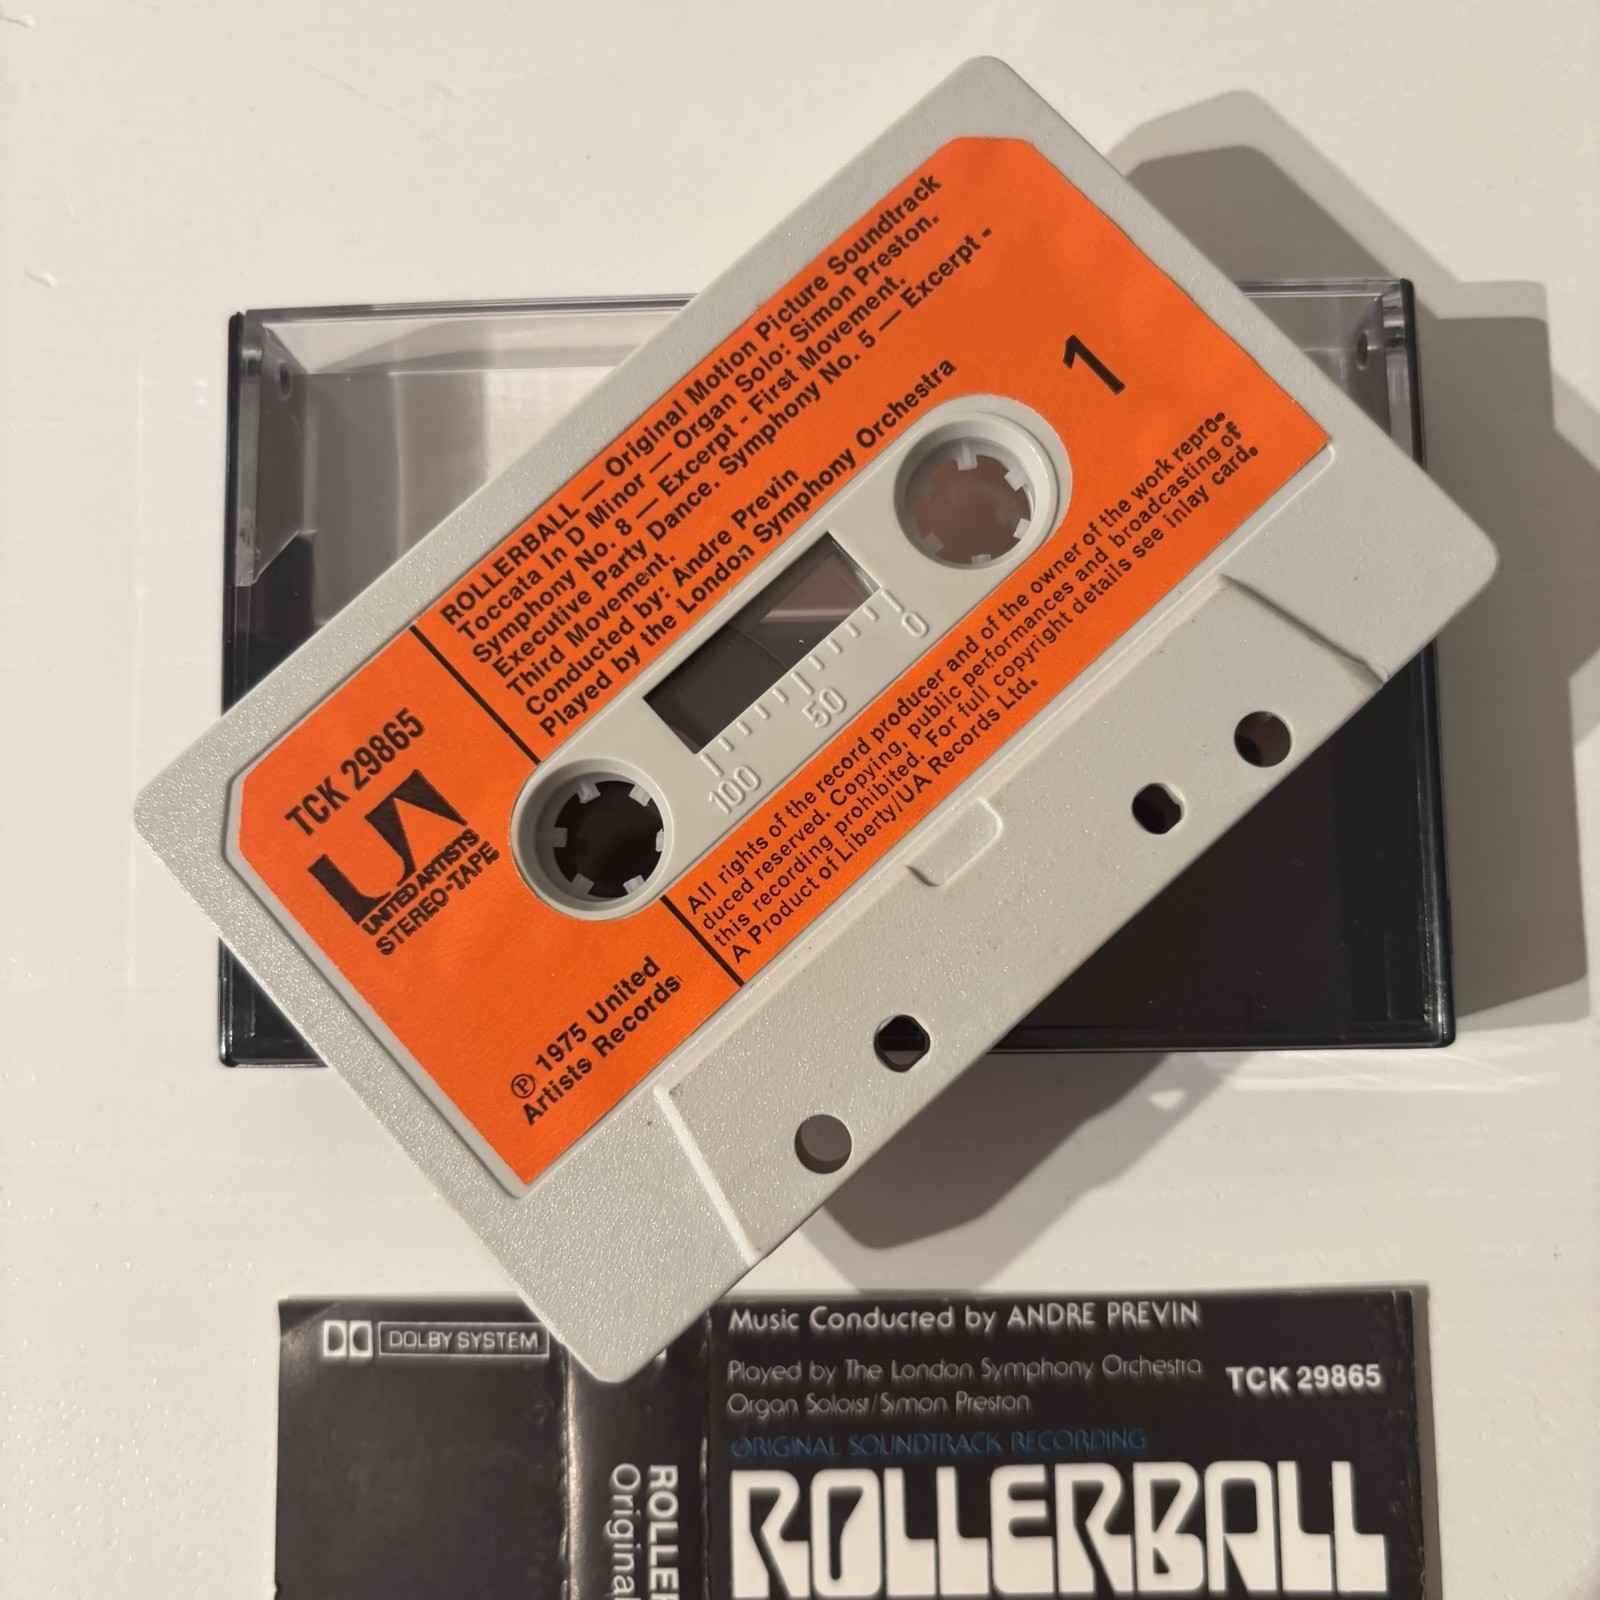 ROLLERBALL — Original Motion Picture Soundtrack
Toccata In D Minor — Organ Solo: Simon Preston.
Symphony No. 8 — Excerpt - First Movement.
Executive Party Dance. Symphony No. 5 — Excerpt -
Third Movement.
Conducted by: Andre Previn
Played by the London Symphony Orchestra
1
TCK 29865
UA
UNITED ARTISTS
STEREO-TAPE
100
50
0
All rights of the record producer and of the owner of the work repro-
duced reserved. Copying, public performances and broadcasting of
this recording prohibited. For full copyright details see inlay card.
A Product of Liberty/UA Records Ltd.
Ⓟ 1975 United
Artists Records
DOLBY SYSTEM
ROLLER
Original
Music Conducted by ANDRE PREVIN
Played by The London Symphony Orchestra
Organ Soloist/Simon Preston
TCK 29865
ORIGINAL SOUNDTRACK RECORDING
ROLLERBALL